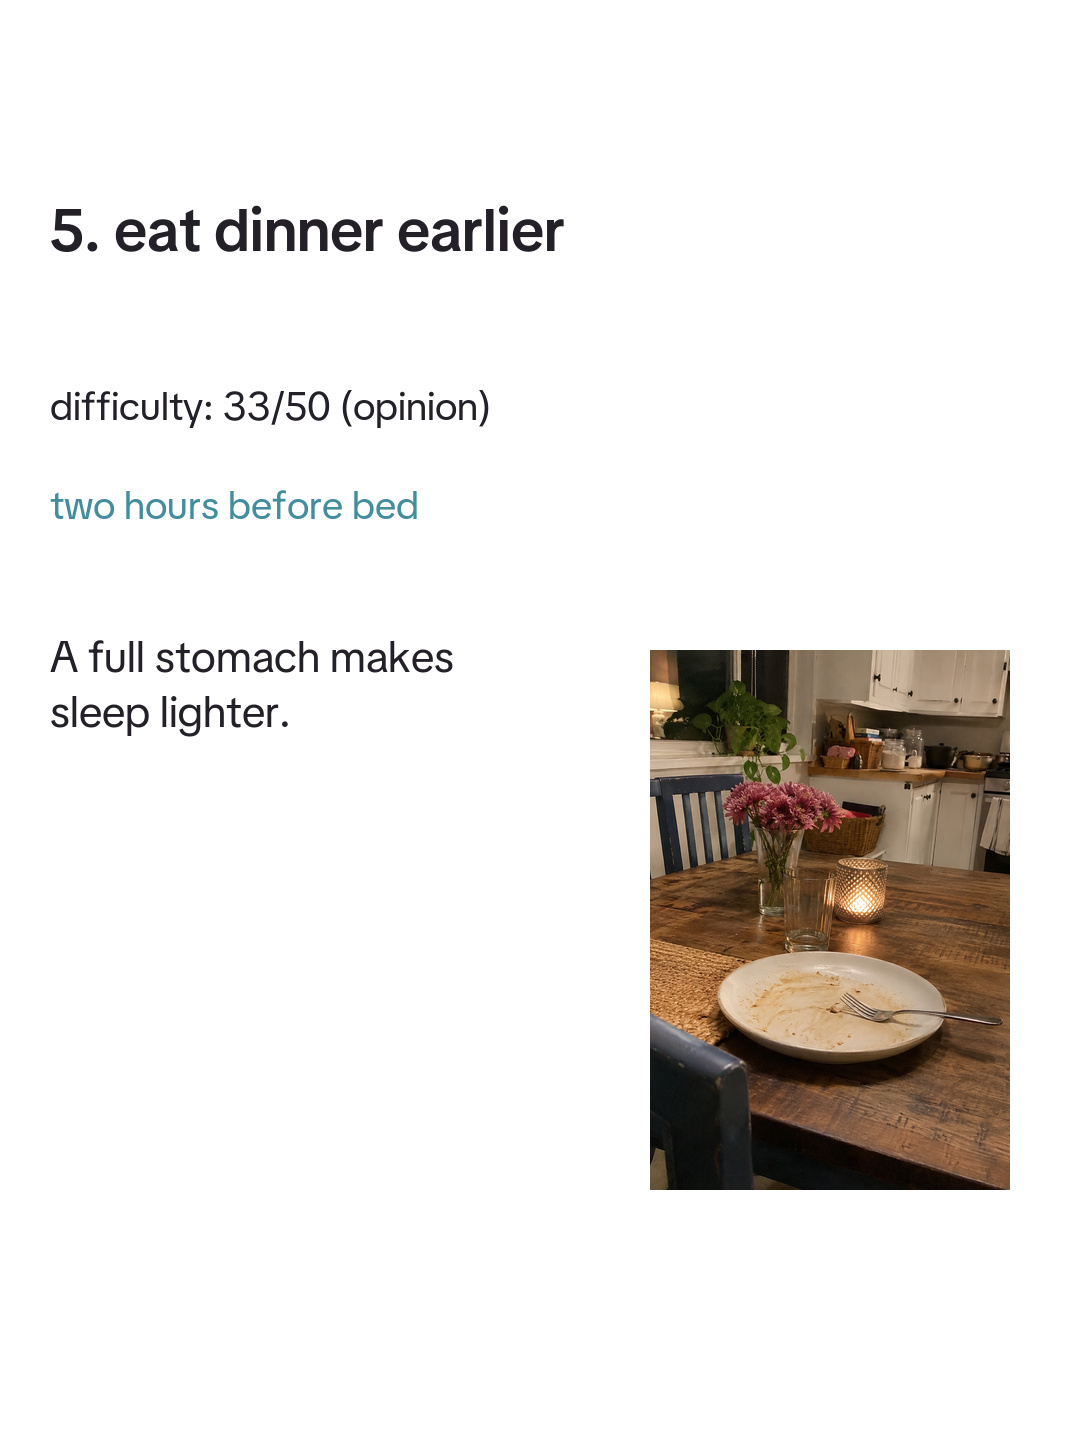 5. eat dinner earlier
difficulty: 33/50 (opinion)
two hours before bed
A full stomach makes
sleep lighter.